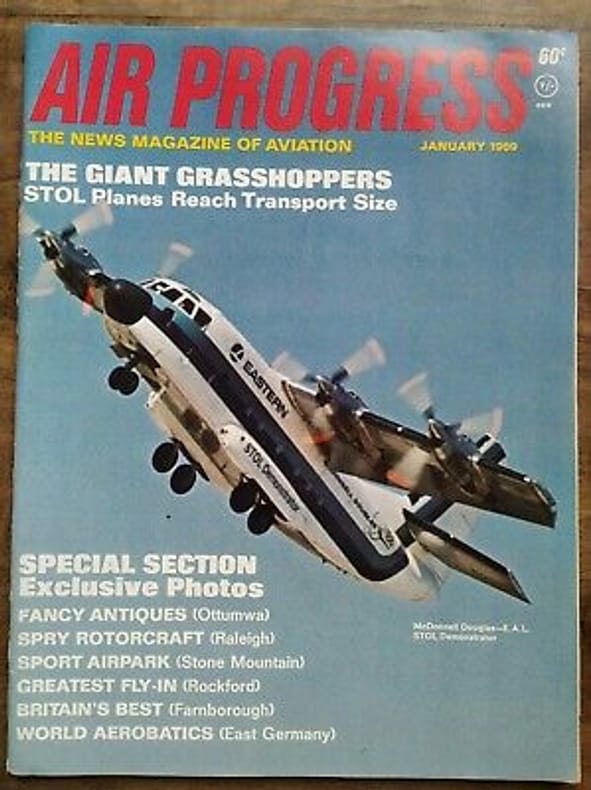 AIR PROGRESS
60¢
7/-
THE NEWS MAGAZINE OF AVIATION
JANUARY 1969
THE GIANT GRASSHOPPERS
STOL Planes Reach Transport Size
EASTERN
STOL Demonstrator
SPECIAL SECTION
Exclusive Photos
FANCY ANTIQUES (Ottumwa)
SPRY ROTORCRAFT (Raleigh)
SPORT AIRPARK (Stone Mountain)
GREATEST FLY-IN (Rockford)
BRITAIN'S BEST (Farnborough)
WORLD AEROBATICS (East Germany)
McDonnell Douglas—E.A.L.
STOL Demonstrator